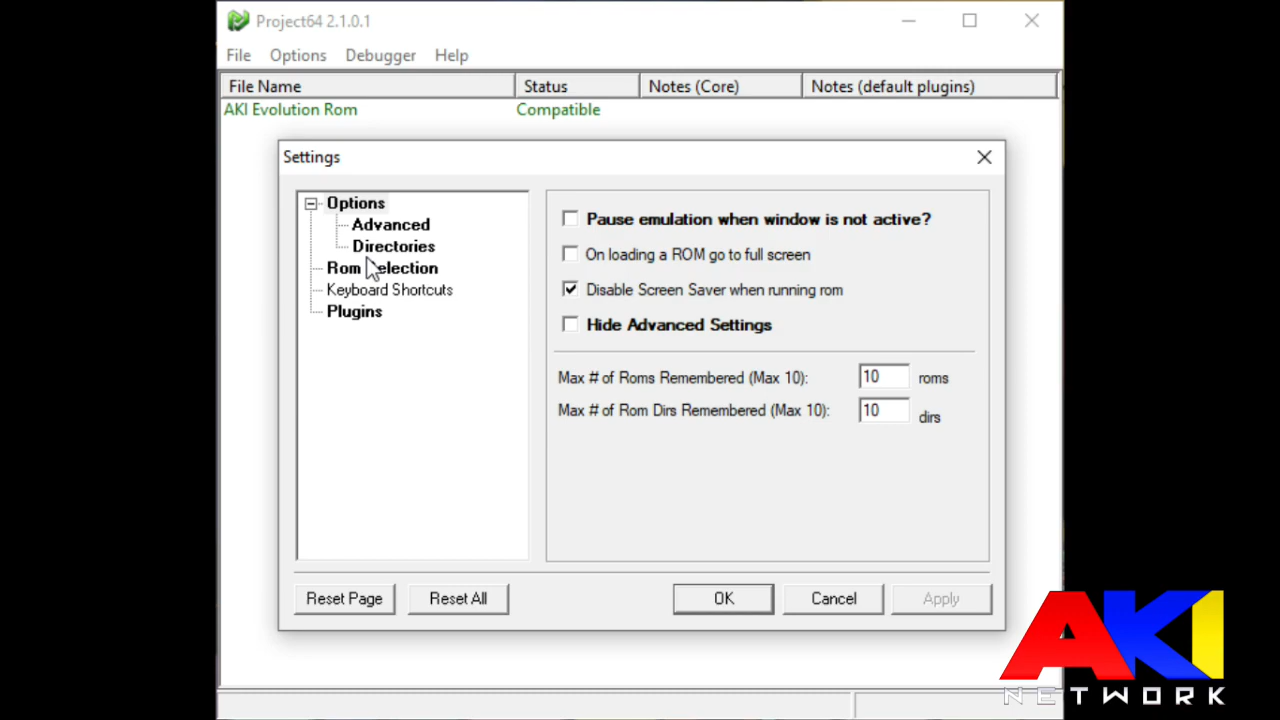 Project64 2.1.0.1
File Options Debugger Help
File Name Status Notes (Core) Notes (default plugins)
AKI Evolution Rom Compatible
Settings
Options
Advanced
Directories
Rom Selection
Keyboard Shortcuts
Plugins
Pause emulation when window is not active?
On loading a ROM go to full screen
Disable Screen Saver when running rom
Hide Advanced Settings
Max # of Roms Remembered (Max 10): 10 roms
Max # of Rom Dirs Remembered (Max 10): 10 dirs
Reset Page Reset All OK Cancel Apply
AKI
NETWORK